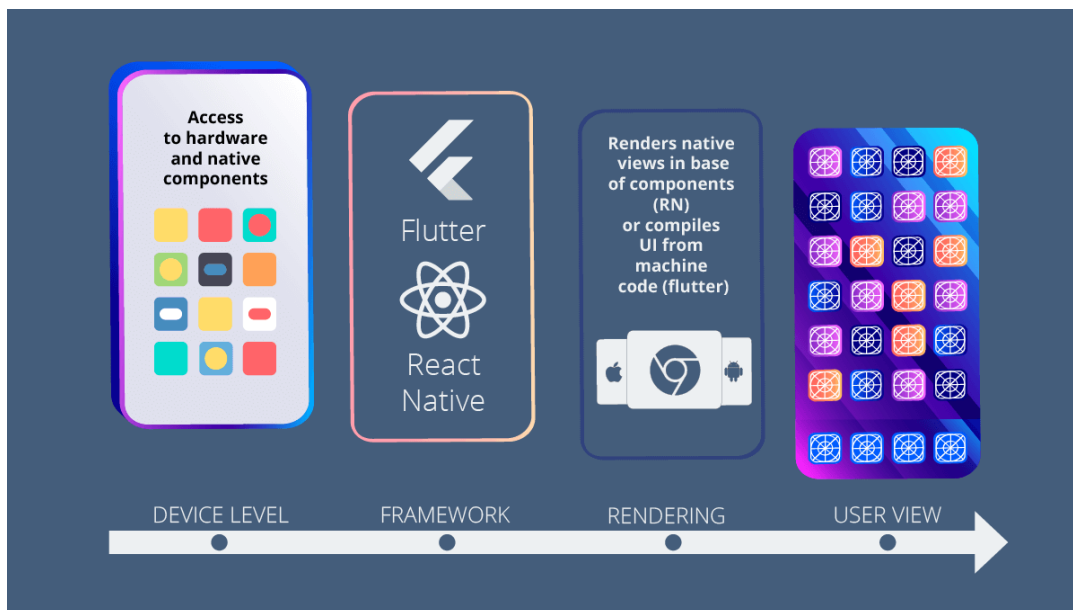 Access
to hardware
and native
components
Flutter
React
Native
Renders native
views in base
of components
(RN)
or compiles
UI from
machine
code (flutter)
DEVICE LEVEL
FRAMEWORK
RENDERING
USER VIEW